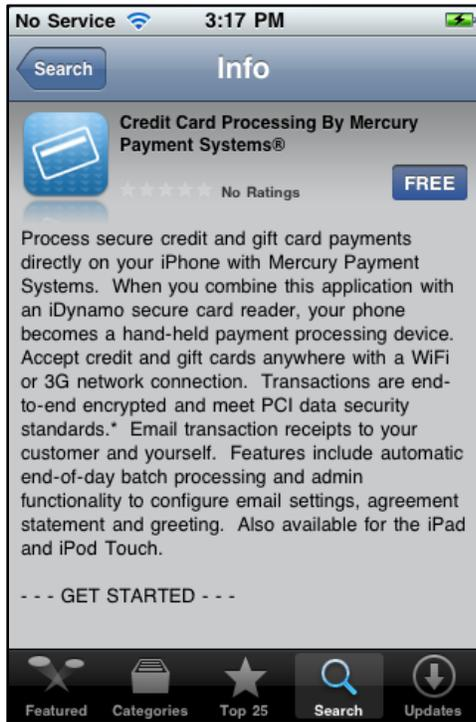 No Service 3:17 PM
Search Info
Credit Card Processing By Mercury
Payment Systems®
No Ratings
FREE
Process secure credit and gift card payments
directly on your iPhone with Mercury Payment
Systems.  When you combine this application with
an iDynamo secure card reader, your phone
becomes a hand-held payment processing device.
Accept credit and gift cards anywhere with a WiFi
or 3G network connection.  Transactions are end-
to-end encrypted and meet PCI data security
standards.*  Email transaction receipts to your
customer and yourself.  Features include automatic
end-of-day batch processing and admin
functionality to configure email settings, agreement
statement and greeting.  Also available for the iPad
and iPod Touch.
- - - GET STARTED - - -
Featured Categories Top 25 Search Updates